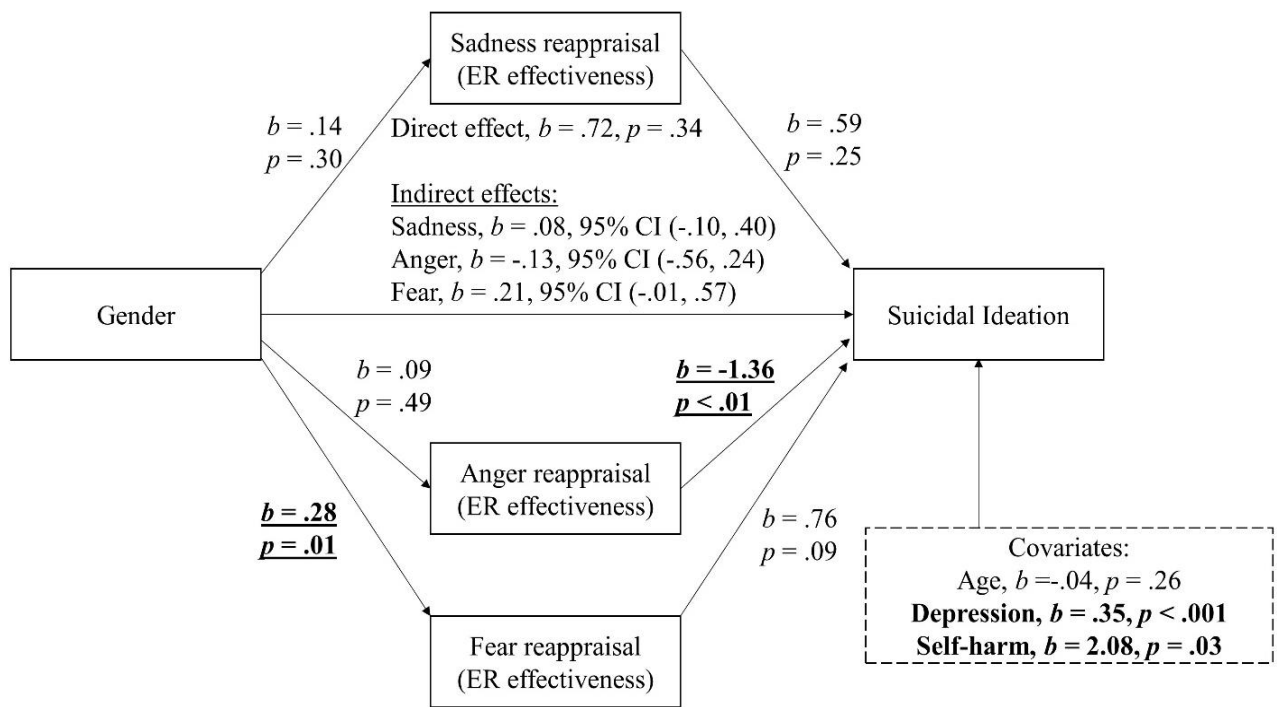 Sadness reappraisal
(ER effectiveness)
b = .14
p = .30
Direct effect, b = .72, p = .34
b = .59
p = .25
Indirect effects:
Sadness, b = .08, 95% CI (-.10, .40)
Anger, b = -.13, 95% CI (-.56, .24)
Fear, b = .21, 95% CI (-.01, .57)
Gender
Suicidal Ideation
b = .09
p = .49
b = -1.36
p < .01
Anger reappraisal
(ER effectiveness)
b = .28
p = .01
b = .76
p = .09
Fear reappraisal
(ER effectiveness)
Covariates:
Age, b =-.04, p = .26
Depression, b = .35, p < .001
Self-harm, b = 2.08, p = .03